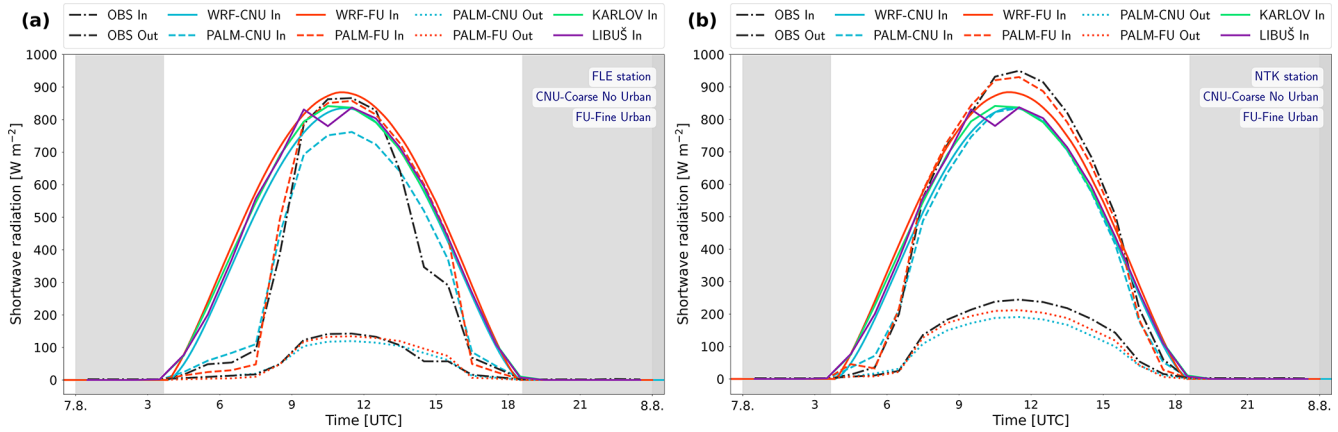 (a)
OBS In
WRF-CNU In
WRF-FU In
PALM-CNU Out
KARLOV In
OBS Out
PALM-CNU In
PALM-FU In
PALM-FU Out
LIBUŠ In
FLE station
CNU-Coarse No Urban
FU-Fine Urban
Shortwave radiation [W m−2]
1000
900
800
700
600
500
400
300
200
100
0
7.8.
3
6
9
12
15
18
21
8.8.
Time [UTC]
(b)
OBS In
WRF-CNU In
WRF-FU In
PALM-CNU Out
KARLOV In
OBS Out
PALM-CNU In
PALM-FU In
PALM-FU Out
LIBUŠ In
NTK station
CNU-Coarse No Urban
FU-Fine Urban
Shortwave radiation [W m−2]
1000
900
800
700
600
500
400
300
200
100
0
7.8.
3
6
9
12
15
18
21
8.8.
Time [UTC]